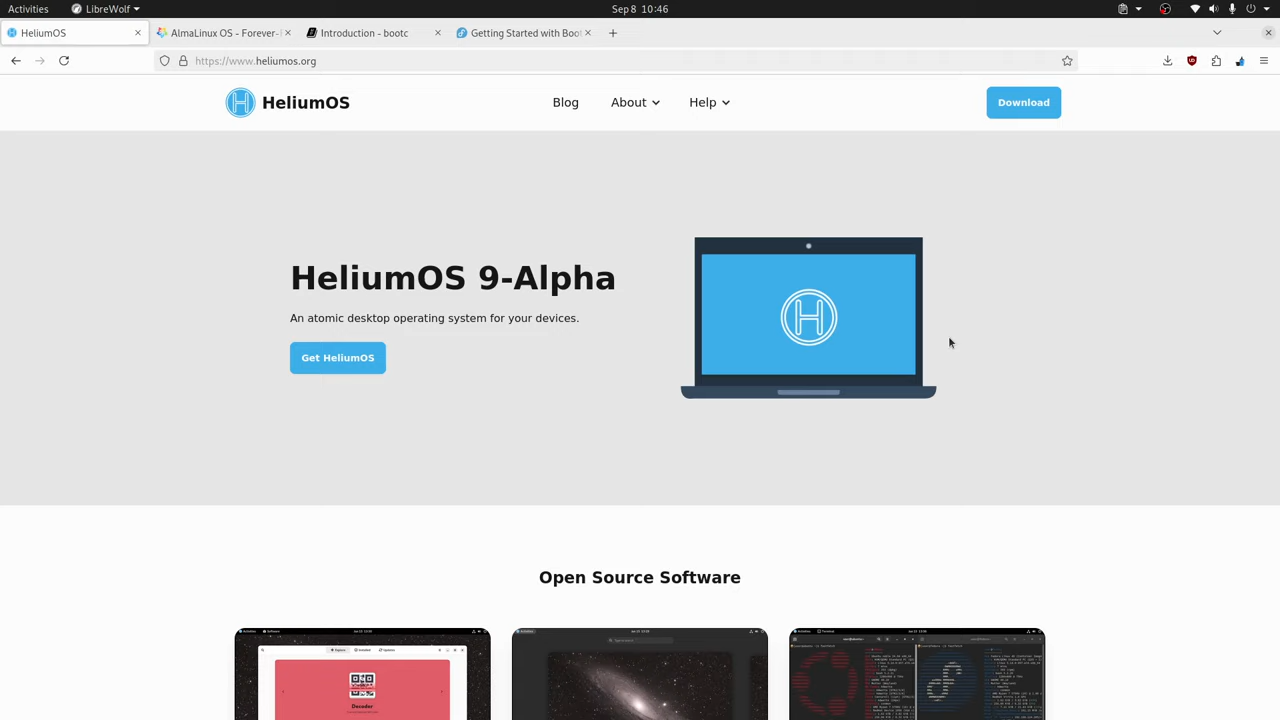 Activities
LibreWolf
Sep 8 10:46
HeliumOS
AlmaLinux OS - Forever-
Introduction - bootc
Getting Started with Boo
https://www.heliumos.org
HeliumOS
Blog
About
Help
Download
HeliumOS 9-Alpha
An atomic desktop operating system for your devices.
Get HeliumOS
Open Source Software
Decoder